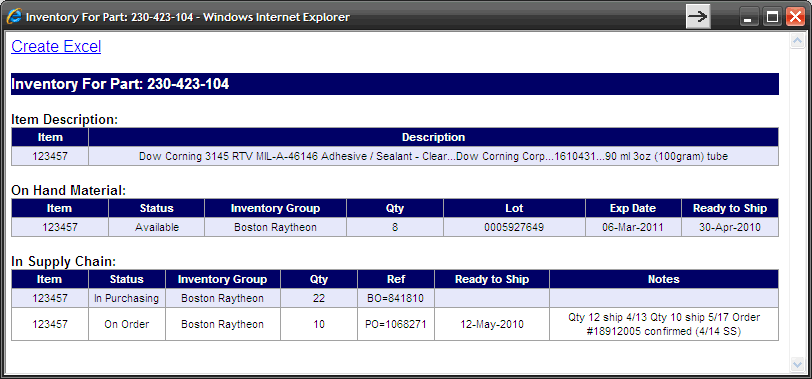 Inventory For Part: 230-423-104 - Windows Internet Explorer
Create Excel
Inventory For Part: 230-423-104
Item Description:
Item Description
123457 Dow Corning 3145 RTV MIL-A-46146 Adhesive / Sealant - Clear...Dow Corning Corp...1610431...90 ml 3oz (100gram) tube
On Hand Material:
Item Status Inventory Group Qty Lot Exp Date Ready to Ship
123457 Available Boston Raytheon 8 0005927649 06-Mar-2011 30-Apr-2010
In Supply Chain:
Item Status Inventory Group Qty Ref Ready to Ship Notes
123457 In Purchasing Boston Raytheon 22 BO=841810
123457 On Order Boston Raytheon 10 PO=1068271 12-May-2010 Qty 12 ship 4/13 Qty 10 ship 5/17 Order
#18912005 confirmed (4/14 SS)